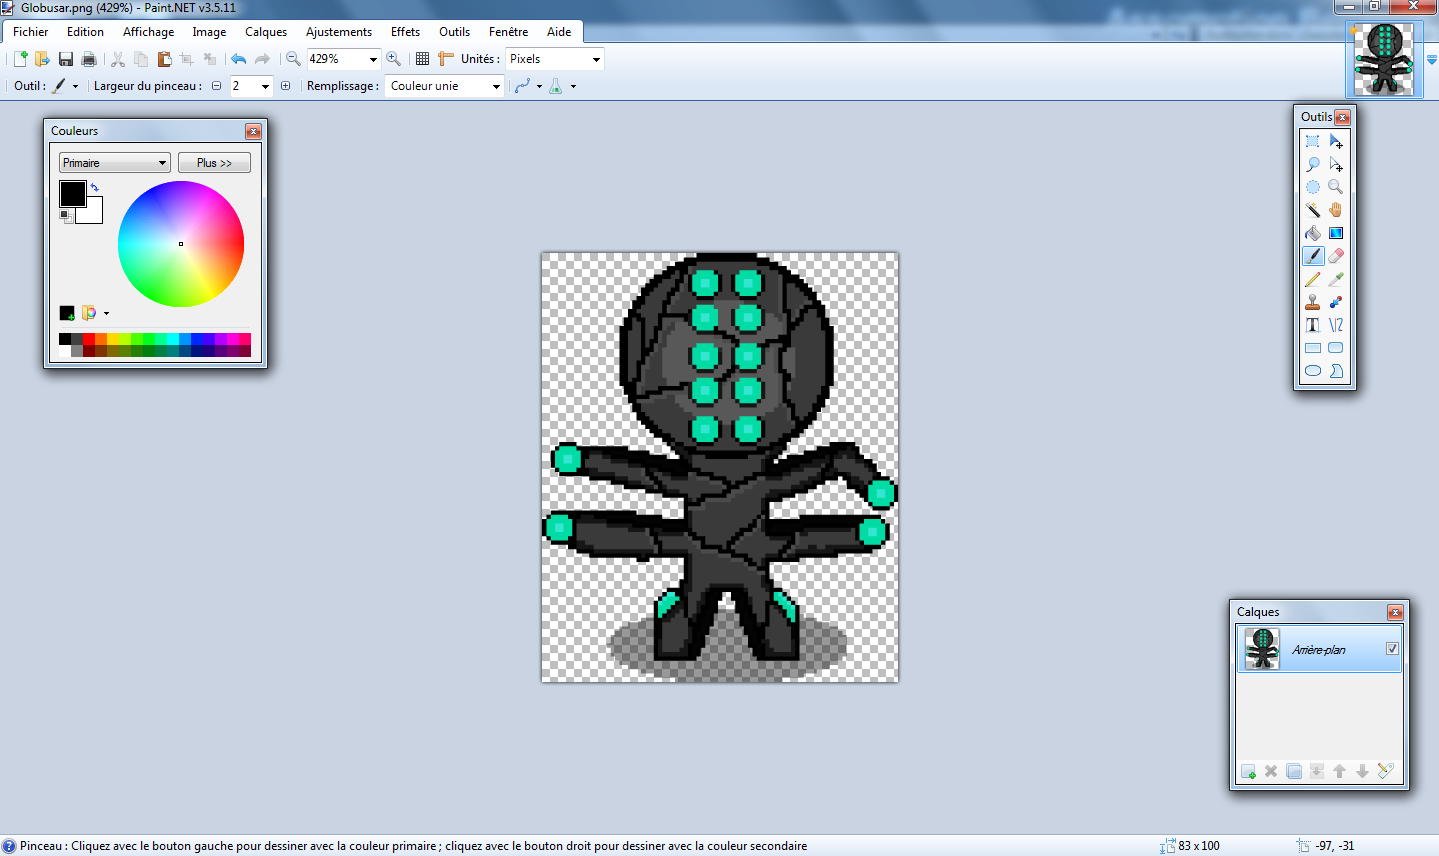 Globusar.png (429%) - Paint.NET v3.5.11
Fichier Edition Affichage Image Calques Ajustements Effets Outils Fenêtre Aide
429% Unités : Pixels
Outil : Largeur du pinceau : 2 Remplissage : Couleur unie
Couleurs
Primaire Plus >>
Outils
Calques
Arrière-plan
Pinceau : Cliquez avec le bouton gauche pour dessiner avec la couleur primaire ; cliquez avec le bouton droit pour dessiner avec la couleur secondaire
83 x 100
-97, -31